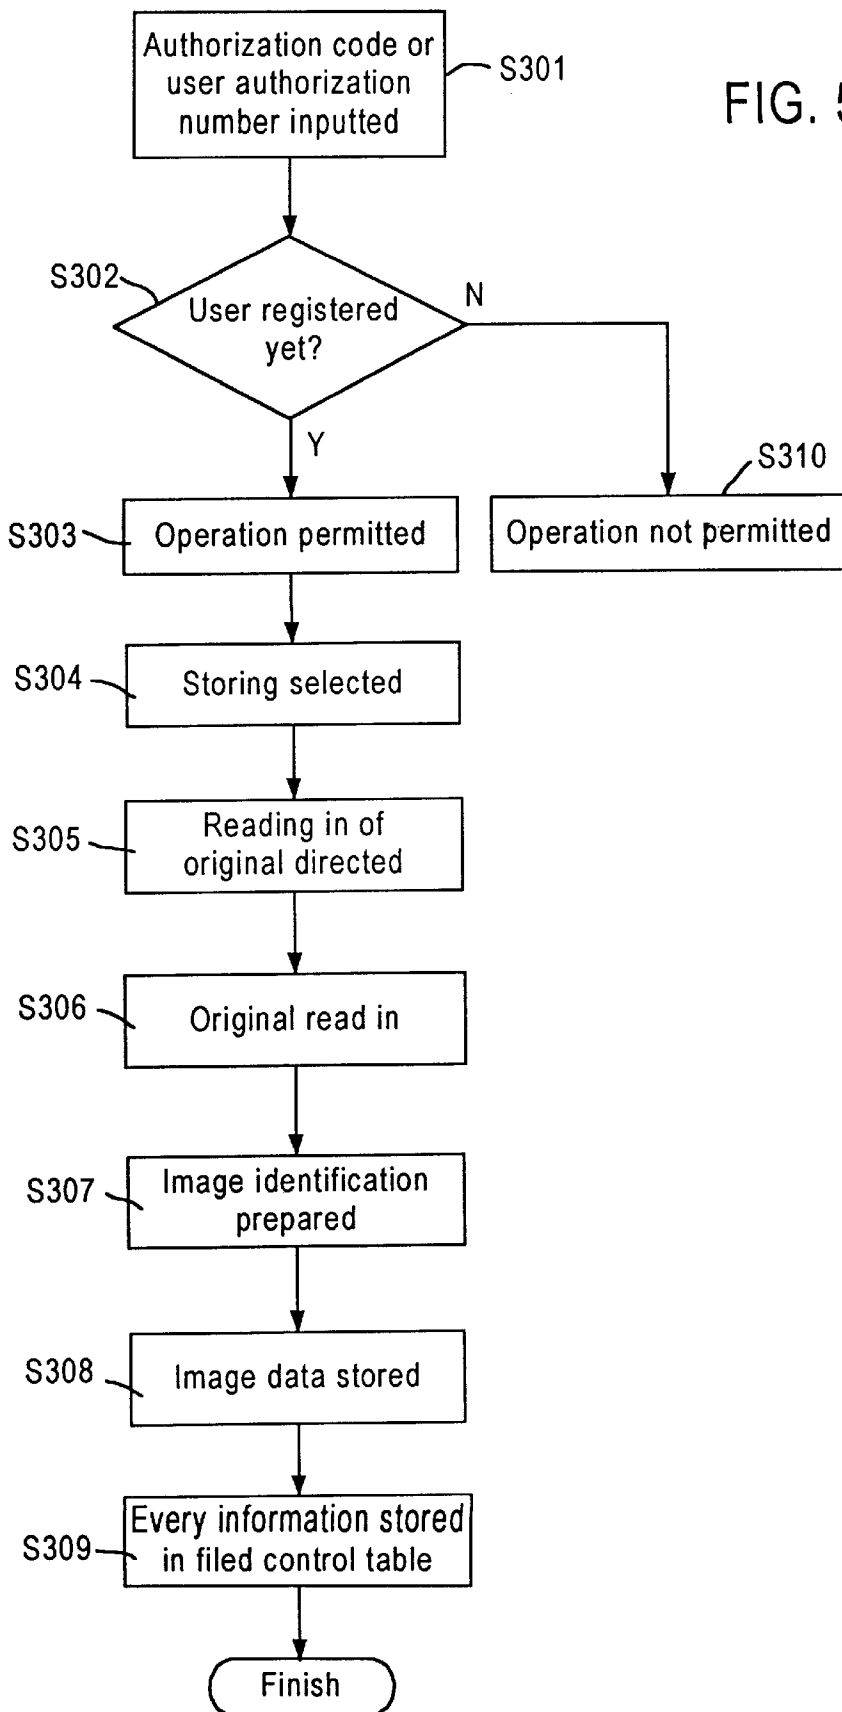 Authorization code or
user authorization
number inputted
S301
FIG. 5
S302
User registered
yet?
N
Y
S310
S303
Operation permitted
Operation not permitted
S304
Storing selected
S305
Reading in of
original directed
S306
Original read in
S307
Image identification
prepared
S308
Image data stored
S309
Every information stored
in filed control table
Finish